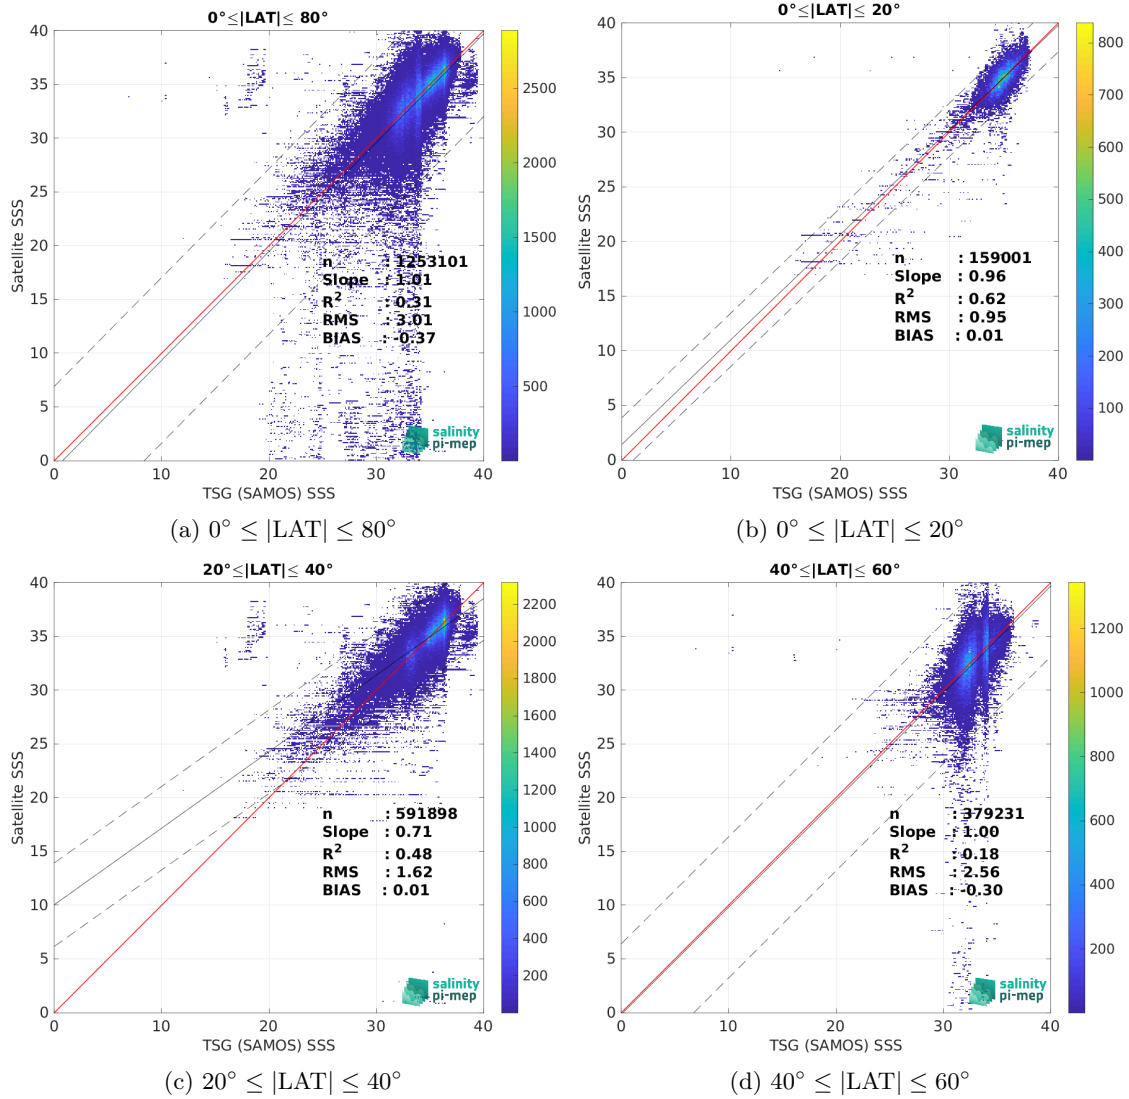 0°≤|LAT|≤ 80°
Satellite SSS
40
35
30
25
20
15
10
5
0
n : 1253101
Slope : 1.01
R² : 0.31
RMS : 3.01
BIAS : -0.37
salinity
pi-mep
0 10 20 30 40
TSG (SAMOS) SSS
2500
2000
1500
1000
500
(a) 0° ≤ |LAT| ≤ 80°
0°≤|LAT|≤ 20°
Satellite SSS
40
35
30
25
20
15
10
5
0
n : 159001
Slope : 0.96
R² : 0.62
RMS : 0.95
BIAS : 0.01
salinity
pi-mep
0 10 20 30 40
TSG (SAMOS) SSS
800
700
600
500
400
300
200
100
(b) 0° ≤ |LAT| ≤ 20°
20°≤|LAT|≤ 40°
Satellite SSS
40
35
30
25
20
15
10
5
0
n : 591898
Slope : 0.71
R² : 0.48
RMS : 1.62
BIAS : 0.01
salinity
pi-mep
0 10 20 30 40
TSG (SAMOS) SSS
2200
2000
1800
1600
1400
1200
1000
800
600
400
200
(c) 20° ≤ |LAT| ≤ 40°
40°≤|LAT|≤ 60°
Satellite SSS
40
35
30
25
20
15
10
5
0
n : 379231
Slope : 1.00
R² : 0.18
RMS : 2.56
BIAS : -0.30
salinity
pi-mep
0 10 20 30 40
TSG (SAMOS) SSS
1200
1000
800
600
400
200
(d) 40° ≤ |LAT| ≤ 60°